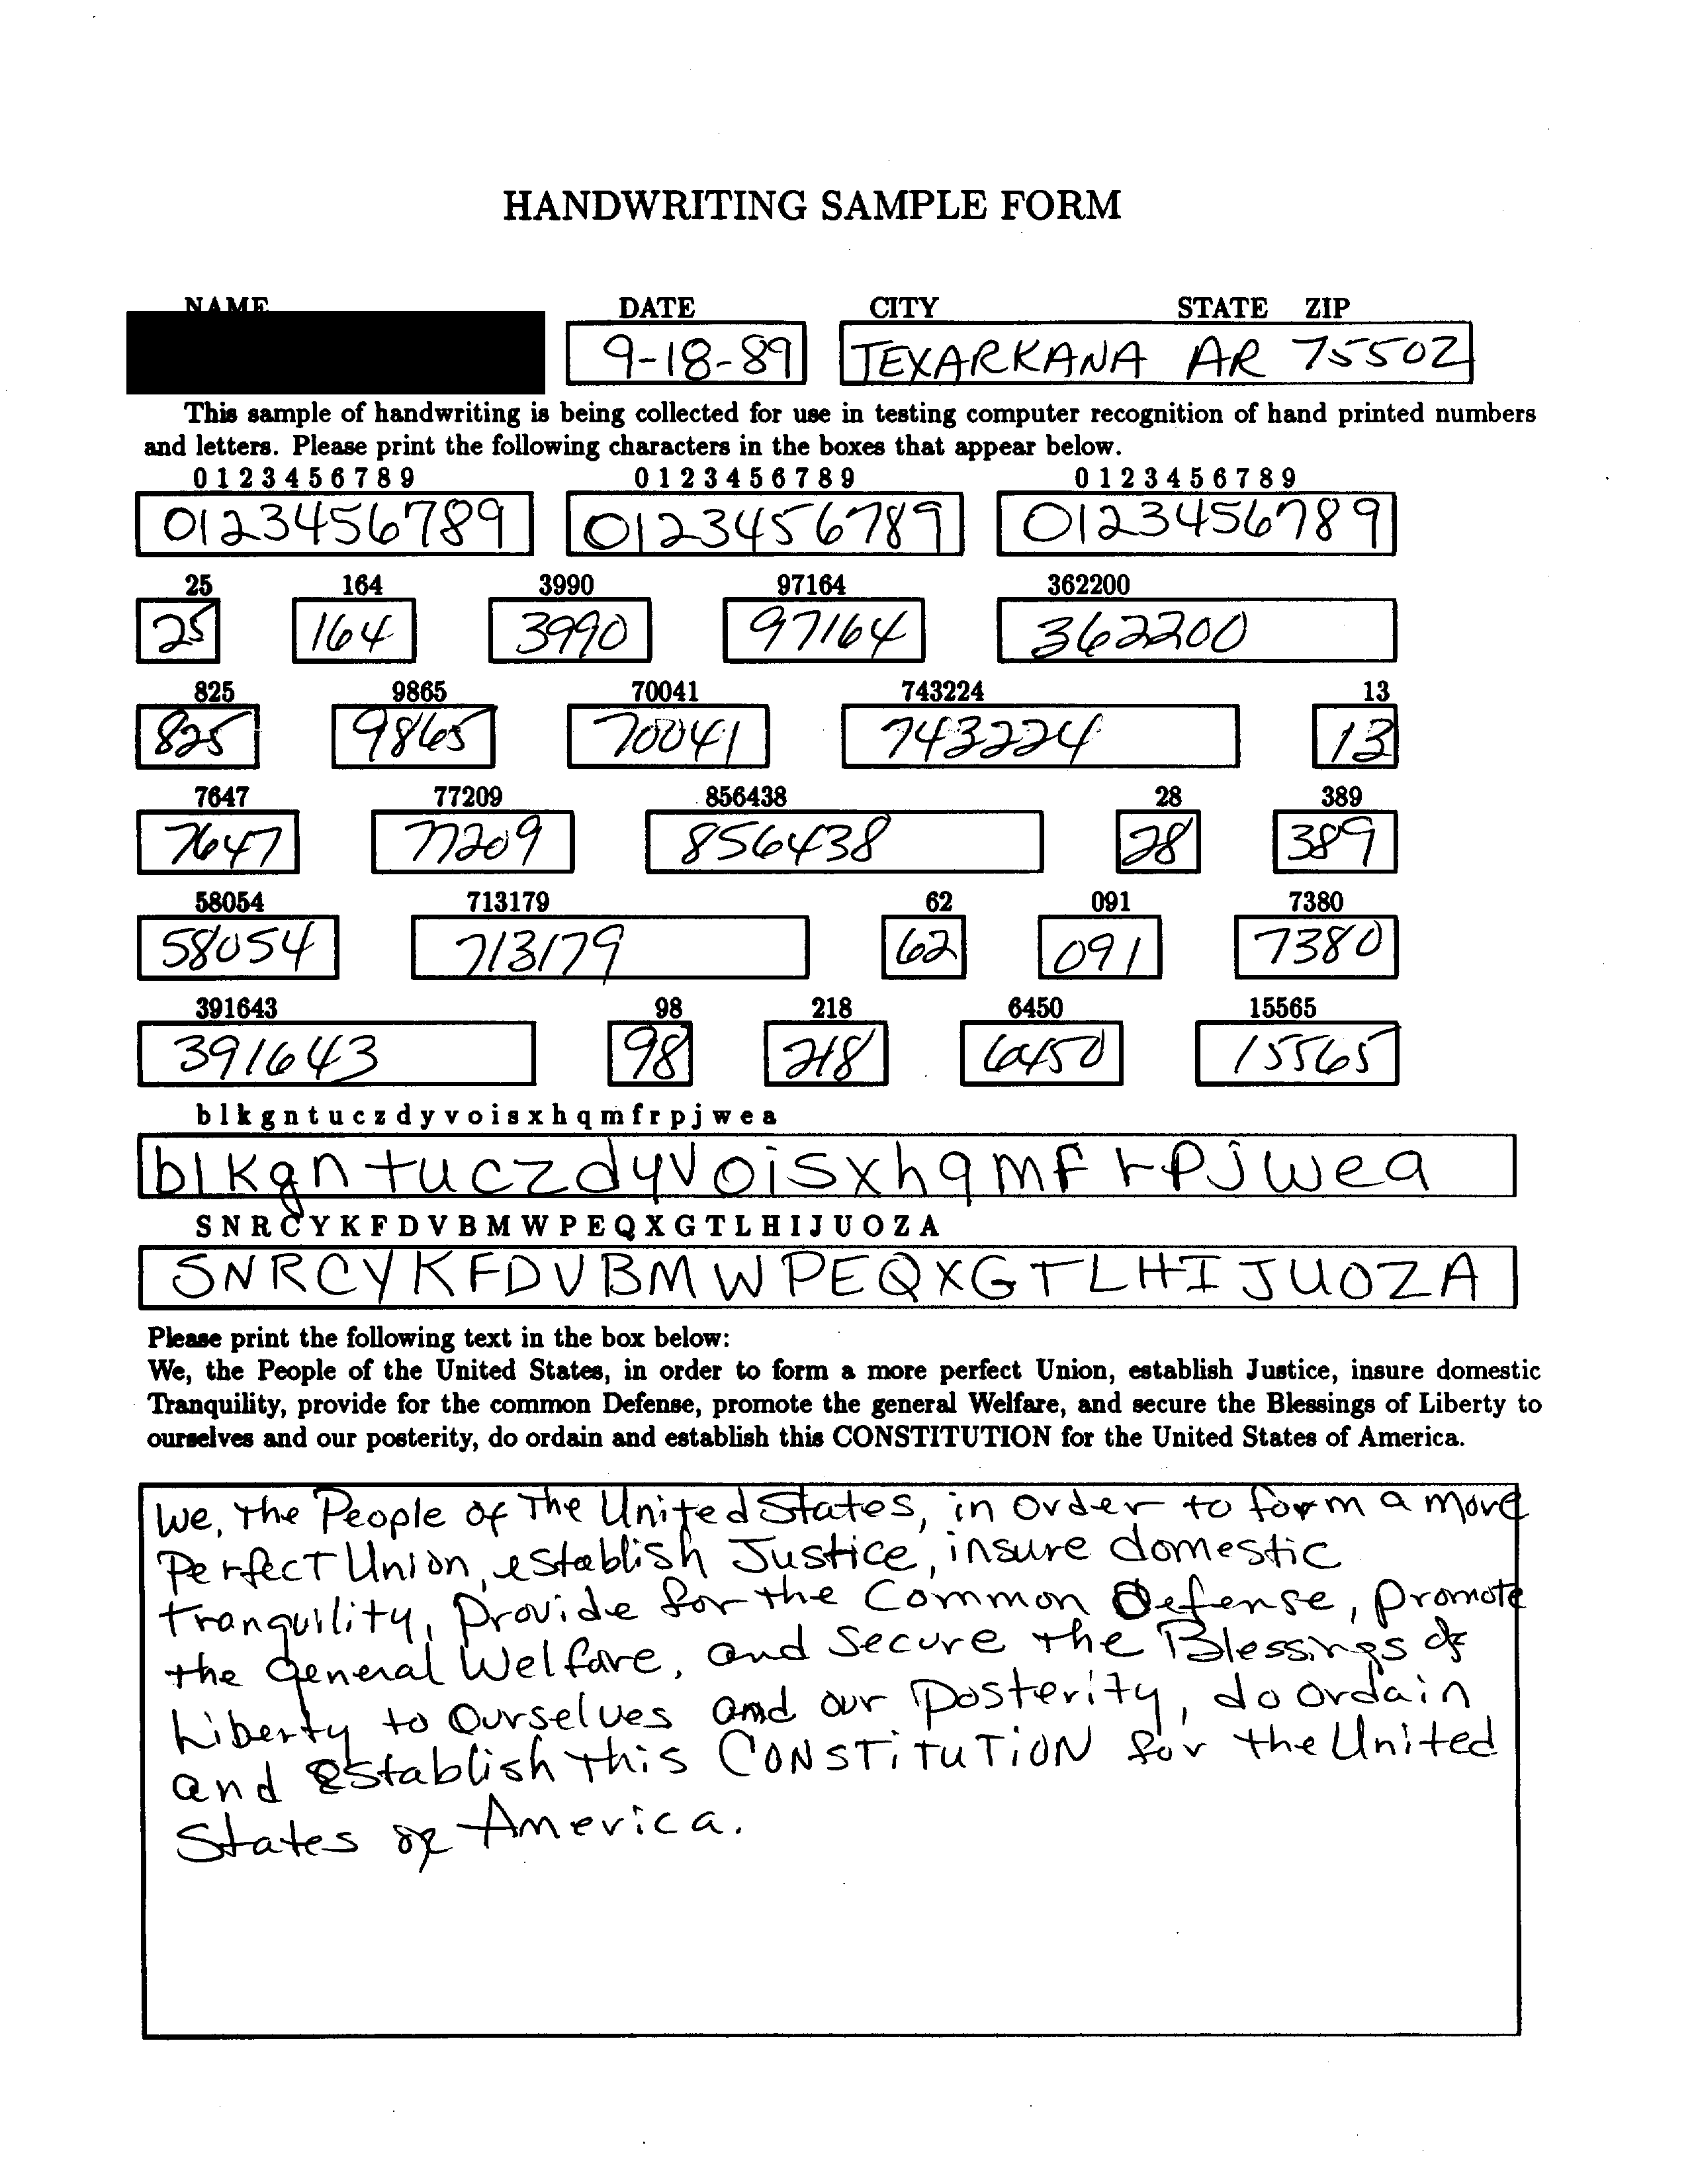 HANDWRITING SAMPLE FORM
NAME DATE CITY STATE ZIP
9-18-89 TEXARKANA AR 75502
This sample of handwriting is being collected for use in testing computer recognition of hand printed numbers
and letters. Please print the following characters in the boxes that appear below.
0 1 2 3 4 5 6 7 8 9 0 1 2 3 4 5 6 7 8 9 0 1 2 3 4 5 6 7 8 9
0123456789 0123456789 0123456789
25 164 3990 97164 362200
25 164 3990 97164 362200
825 9865 70041 743224 13
825 9865 70041 743224 13
7647 77209 856438 28 389
7647 77209 856438 28 389
58054 713179 62 091 7380
58054 713179 62 091 7380
391643 98 218 6450 15565
391643 98 218 6450 15565
b l k g n t u c z d y v o i s x h q m f r p j w e a
blkgntuczdyvoisxhqmfrpjwea
S N R C Y K F D V B M W P E Q X G T L H I J U O Z A
SNRCYKFDVBMWPEQXGTLHIJUOZA
Please print the following text in the box below:
We, the People of the United States, in order to form a more perfect Union, establish Justice, insure domestic
Tranquility, provide for the common Defense, promote the general Welfare, and secure the Blessings of Liberty to
ourselves and our posterity, do ordain and establish this CONSTITUTION for the United States of America.
We, the People of The United States, in order to form a more
Perfect Union, establish Justice, insure domestic
tranquility, Provide for the Common Defense, promote
the general Welfare, and Secure the Blessings of
Liberty to Ourselves and our Posterity, do ordain
and establish this CONSTiTUTiON for the United
States of America.